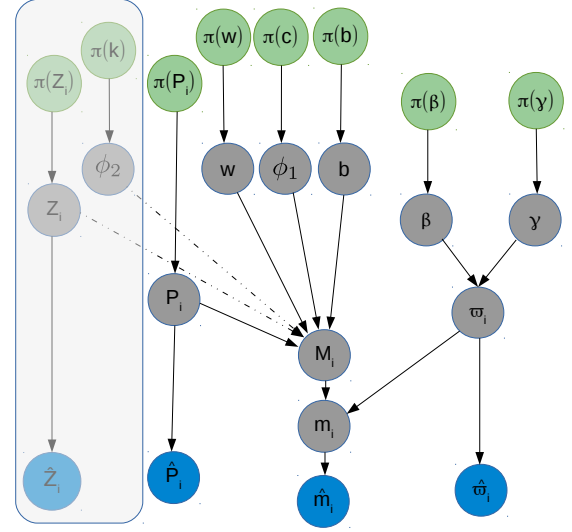 π(k) π(w) π(c) π(b)
π(Zᵢ) π(Pᵢ) π(β) π(γ)
ϕ₂ w ϕ₁ b
Zᵢ β γ
Pᵢ ϖᵢ
Mᵢ
mᵢ
Ẑᵢ P̂ᵢ m̂ᵢ ϖ̂ᵢ